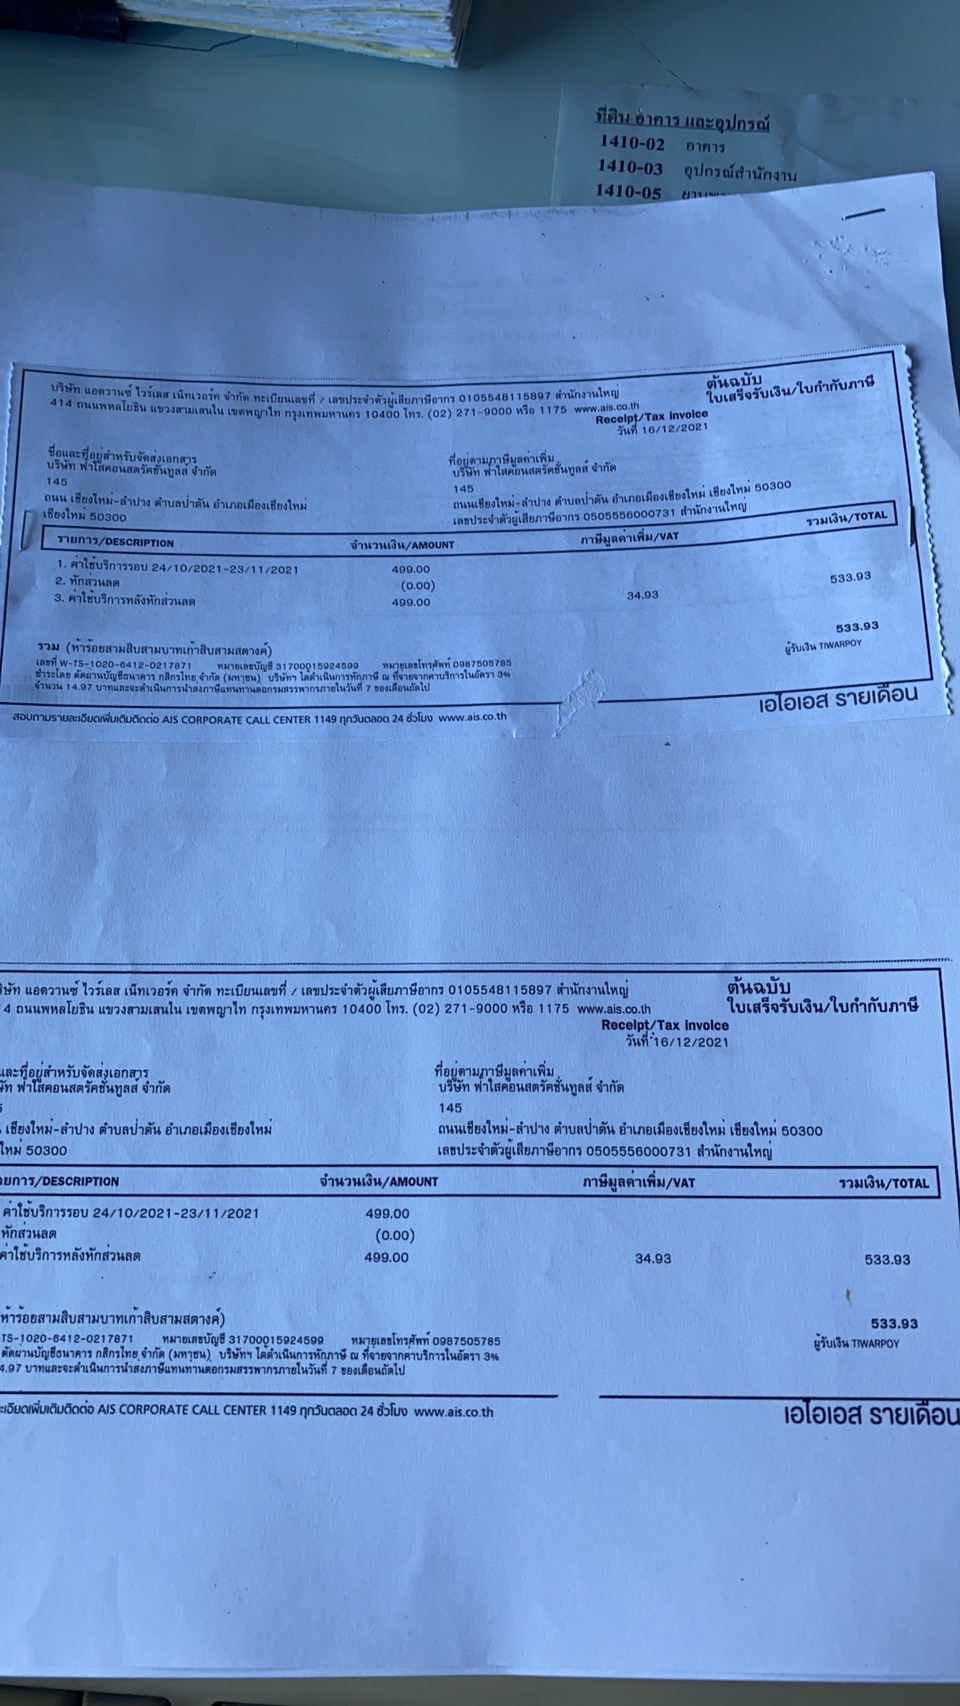 ที่ดิน อาคาร และอุปกรณ์
1410-02 อาคาร
1410-03 อุปกรณ์สำนักงาน
1410-05
บริษัท แอดวานซ์ ไวร์เลส เน็ทเวอร์ค จำกัด ทะเบียนเลขที่ / เลขประจำตัวผู้เสียภาษีอากร 0105548115897 สำนักงานใหญ่
414 ถนนพหลโยธิน แขวงสามเสนใน เขตพญาไท กรุงเทพมหานคร 10400 โทร. (02) 271-9000 หรือ 1175 www.ais.co.th
ต้นฉบับ
ใบเสร็จรับเงิน/ใบกำกับภาษี
Receipt/Tax Invoice
วันที่ 16/12/2021
ชื่อและที่อยู่สำหรับจัดส่งเอกสาร
บริษัท ฟ้าใสคอนสตรัคชั่นทูลส์ จำกัด
145
ถนน เชียงใหม่-ลำปาง ตำบลป่าตัน อำเภอเมืองเชียงใหม่
เชียงใหม่ 50300
ที่อยู่ตามภาษีมูลค่าเพิ่ม
บริษัท ฟ้าใสคอนสตรัคชั่นทูลส์ จำกัด
145
ถนนเชียงใหม่-ลำปาง ตำบลป่าตัน อำเภอเมืองเชียงใหม่ เชียงใหม่ 50300
เลขประจำตัวผู้เสียภาษีอากร 0505556000731 สำนักงานใหญ่
รายการ/DESCRIPTION จำนวนเงิน/AMOUNT ภาษีมูลค่าเพิ่ม/VAT รวมเงิน/TOTAL
1. ค่าใช้บริการรอบ 24/10/2021-23/11/2021 499.00
2. หักส่วนลด (0.00)
3. ค่าใช้บริการหลังหักส่วนลด 499.00 34.93 533.93
รวม (ห้าร้อยสามสิบสามบาทเก้าสิบสามสตางค์) 533.93
เลขที่ W-TS-1020-6412-0217871 หมายเลขบัญชี 31700015924599 หมายเลขโทรศัพท์ 0987505785
ผู้รับเงิน TIWARPOY
ชำระโดย ตัดผ่านบัญชีธนาคาร กสิกรไทย จำกัด (มหาชน) บริษัทฯ ได้ดำเนินการหักภาษี ณ ที่จ่ายจากค่าบริการในอัตรา 3%
จำนวน 14.97 บาทและจะดำเนินการนำส่งภาษีแทนท่านต่อกรมสรรพากรภายในวันที่ 7 ของเดือนถัดไป
สอบถามรายละเอียดเพิ่มเติมติดต่อ AIS CORPORATE CALL CENTER 1149 ทุกวันตลอด 24 ชั่วโมง www.ais.co.th
เอไอเอส รายเดือน
ษัท แอดวานซ์ ไวร์เลส เน็ทเวอร์ค จำกัด ทะเบียนเลขที่ / เลขประจำตัวผู้เสียภาษีอากร 0105548115897 สำนักงานใหญ่
4 ถนนพหลโยธิน แขวงสามเสนใน เขตพญาไท กรุงเทพมหานคร 10400 โทร. (02) 271-9000 หรือ 1175 www.ais.co.th
ต้นฉบับ
ใบเสร็จรับเงิน/ใบกำกับภาษี
Receipt/Tax Invoice
วันที่ 16/12/2021
และที่อยู่สำหรับจัดส่งเอกสาร
ษัท ฟ้าใสคอนสตรัคชั่นทูลส์ จำกัด
5
เชียงใหม่-ลำปาง ตำบลป่าตัน อำเภอเมืองเชียงใหม่
ใหม่ 50300
ที่อยู่ตามภาษีมูลค่าเพิ่ม
บริษัท ฟ้าใสคอนสตรัคชั่นทูลส์ จำกัด
145
ถนนเชียงใหม่-ลำปาง ตำบลป่าตัน อำเภอเมืองเชียงใหม่ เชียงใหม่ 50300
เลขประจำตัวผู้เสียภาษีอากร 0505556000731 สำนักงานใหญ่
ยการ/DESCRIPTION จำนวนเงิน/AMOUNT ภาษีมูลค่าเพิ่ม/VAT รวมเงิน/TOTAL
ค่าใช้บริการรอบ 24/10/2021-23/11/2021 499.00
หักส่วนลด (0.00)
ค่าใช้บริการหลังหักส่วนลด 499.00 34.93 533.93
ห้าร้อยสามสิบสามบาทเก้าสิบสามสตางค์) 533.93
TS-1020-6412-0217871 หมายเลขบัญชี 31700015924599 หมายเลขโทรศัพท์ 0987505785
ผู้รับเงิน TIWARPOY
ตัดผ่านบัญชีธนาคาร กสิกรไทย จำกัด (มหาชน) บริษัทฯ ได้ดำเนินการหักภาษี ณ ที่จ่ายจากค่าบริการในอัตรา 3%
4.97 บาทและจะดำเนินการนำส่งภาษีแทนท่านต่อกรมสรรพากรภายในวันที่ 7 ของเดือนถัดไป
ะเอียดเพิ่มเติมติดต่อ AIS CORPORATE CALL CENTER 1149 ทุกวันตลอด 24 ชั่วโมง www.ais.co.th
เอไอเอส รายเดือน